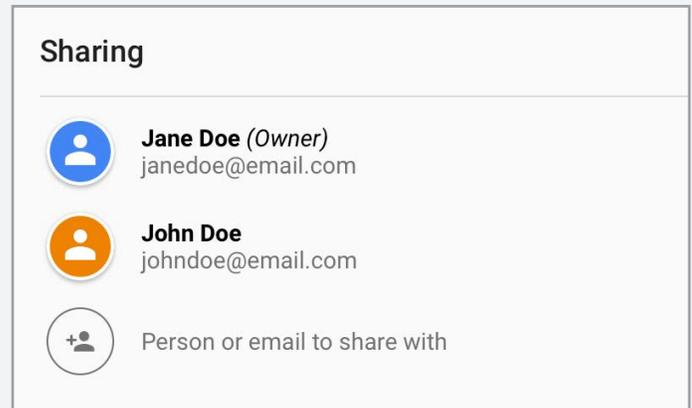 Sharing
Jane Doe (Owner)
janedoe@email.com
John Doe
johndoe@email.com
Person or email to share with